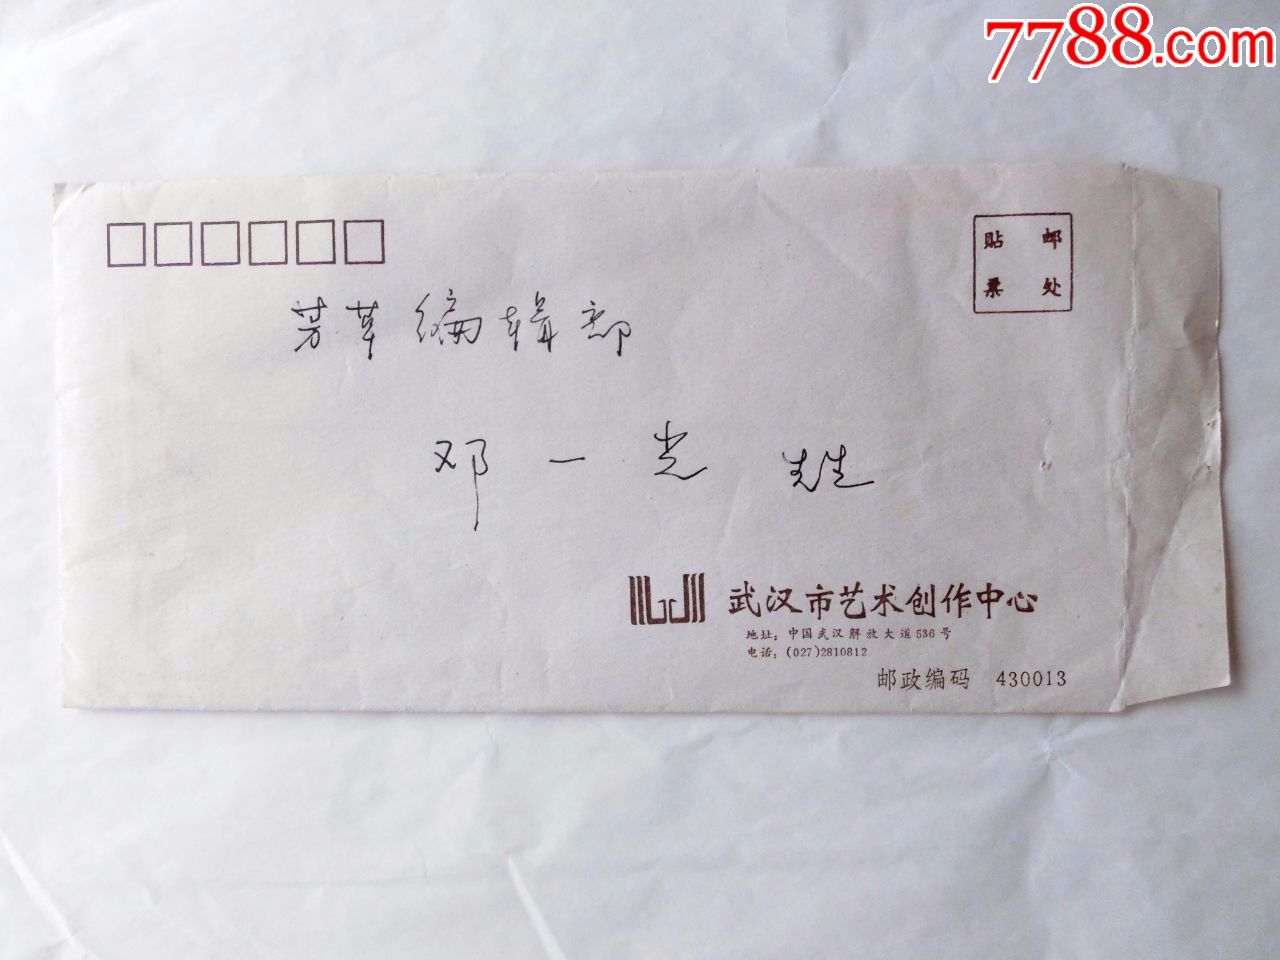 7788.com
贴邮
票处
芳草编辑部
邓一光 先生
武汉市艺术创作中心
地址：中国武汉解放大道536号
电话：(027)2810812
邮政编码 430013